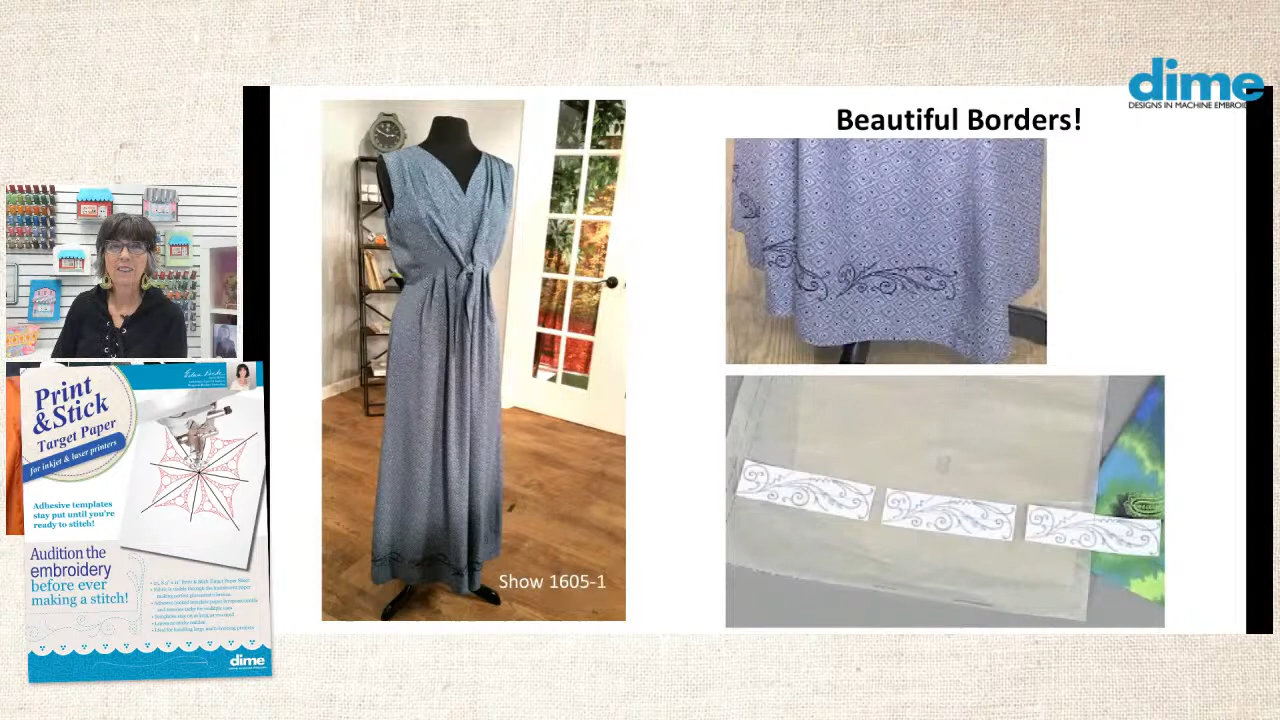 dime
DESIGNS IN MACHINE EMBROI
Beautiful Borders!
Show 1605-1
Print
&Stick
Target Paper
for inkjet & laser printers
Adhesive templates
stay put until you're
ready to stitch!
Audition the
embroidery
before ever
making a stitch!
dime